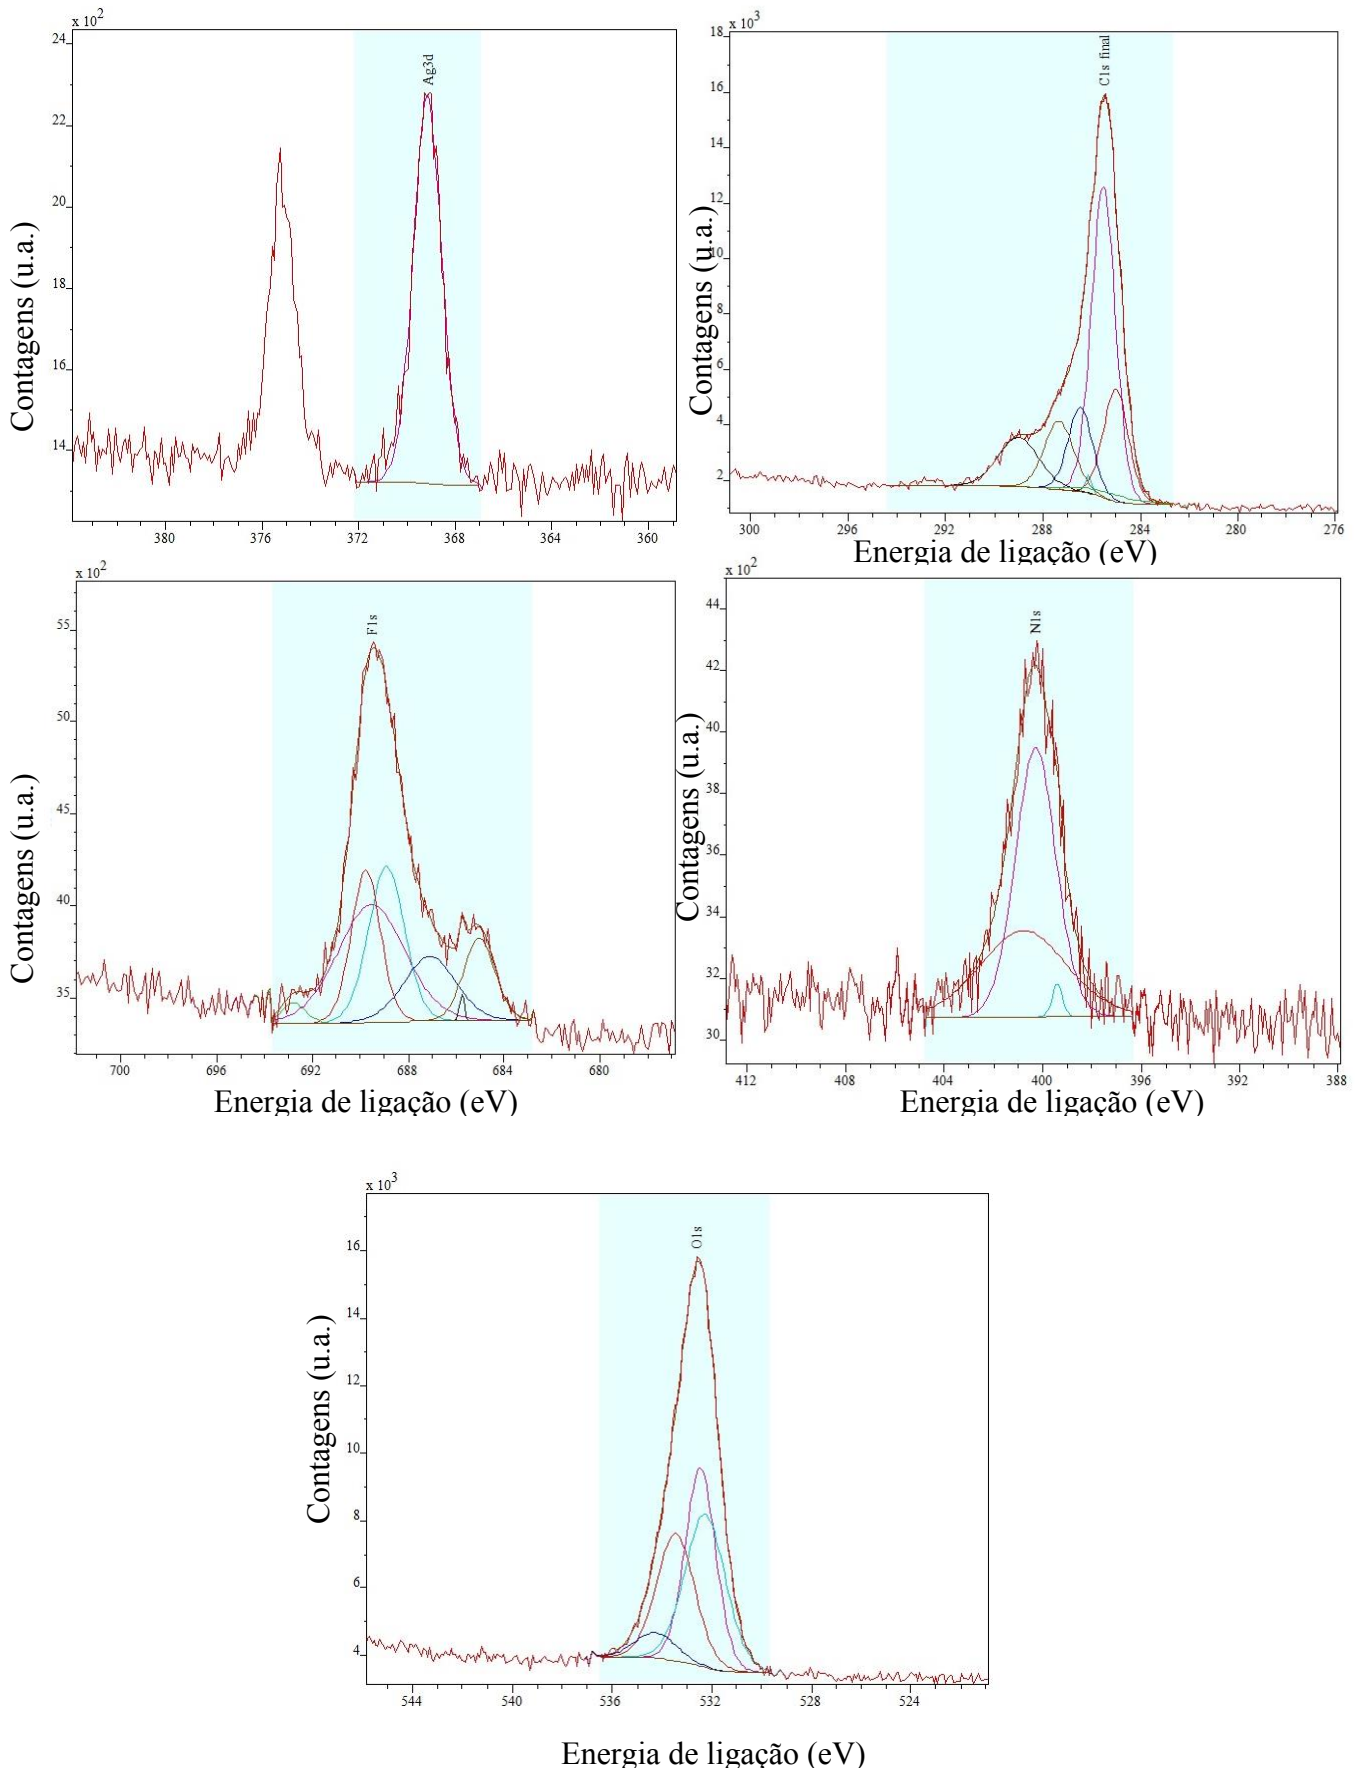 x 10²
24
22
20
18
16
14
Contagens (u.a.)
Ag3d
380 376 372 368 364 360
x 10³
18
16
14
12
10
8
6
4
2
Contagens (u.a.)
C1s final
300 296 292 288 284 280 276
Energia de ligação (eV)
x 10²
55
50
45
40
35
Contagens (u.a.)
F1s
700 696 692 688 684 680
Energia de ligação (eV)
x 10²
44
42
40
38
36
34
32
30
Contagens (u.a.)
N1s
412 408 404 400 396 392 388
Energia de ligação (eV)
x 10³
16
14
12
10
8
6
4
Contagens (u.a.)
O1s
544 540 536 532 528 524
Energia de ligação (eV)